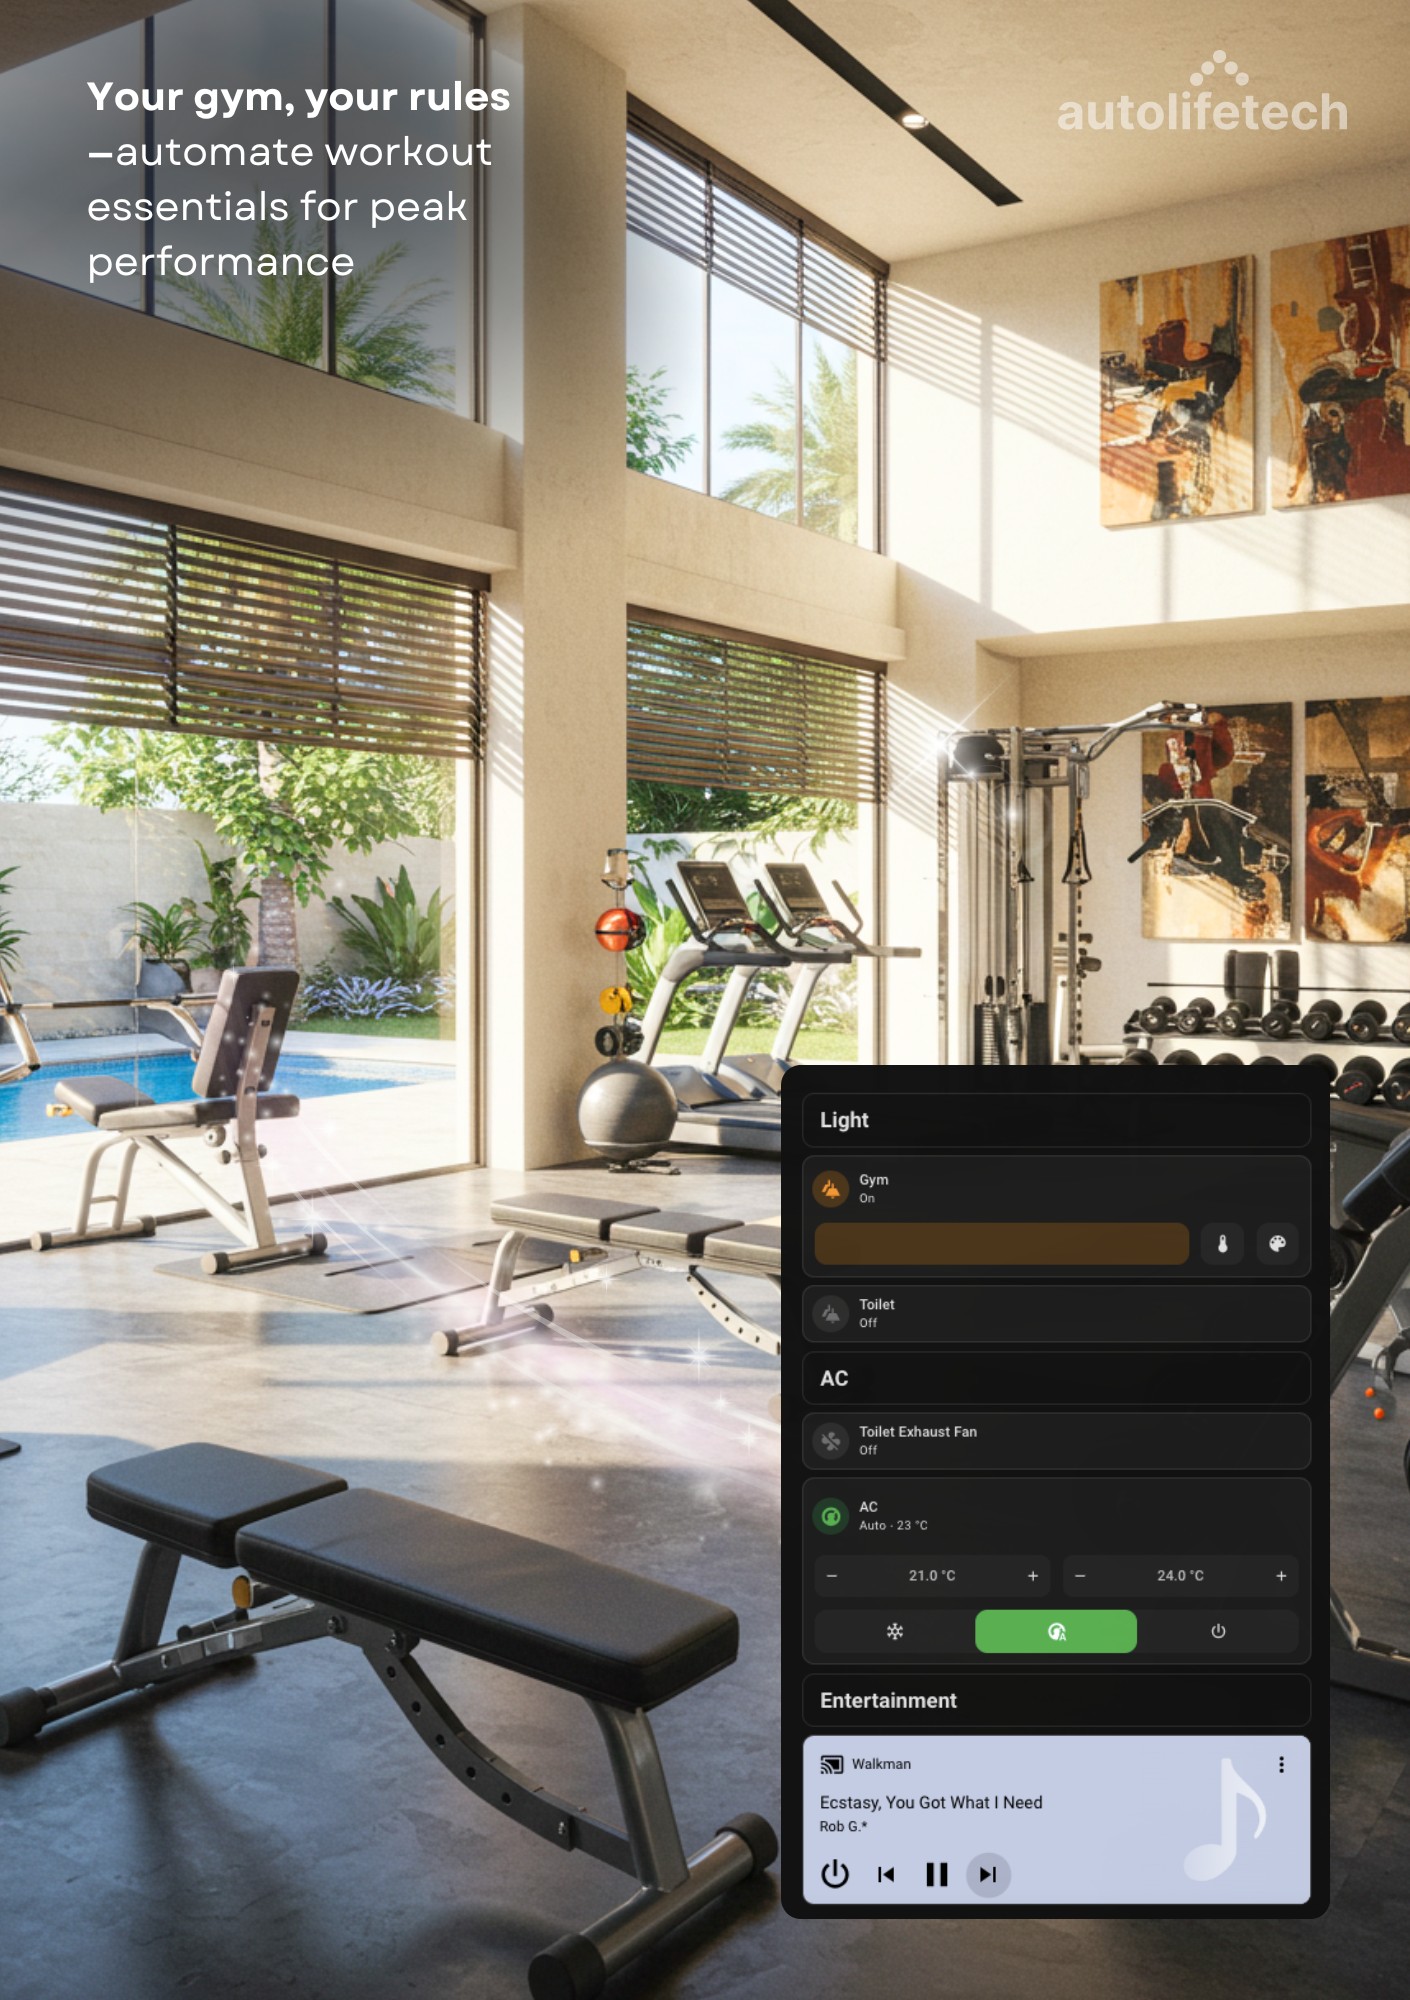 Your gym, your rules
—automate workout
essentials for peak
performance
autolifetech
Light
Gym
On
Toilet
Off
AC
Toilet Exhaust Fan
Off
AC
Auto · 23 °C
− 21.0 °C + − 24.0 °C +
A
Entertainment
Walkman
Ecstasy, You Got What I Need
Rob G.*